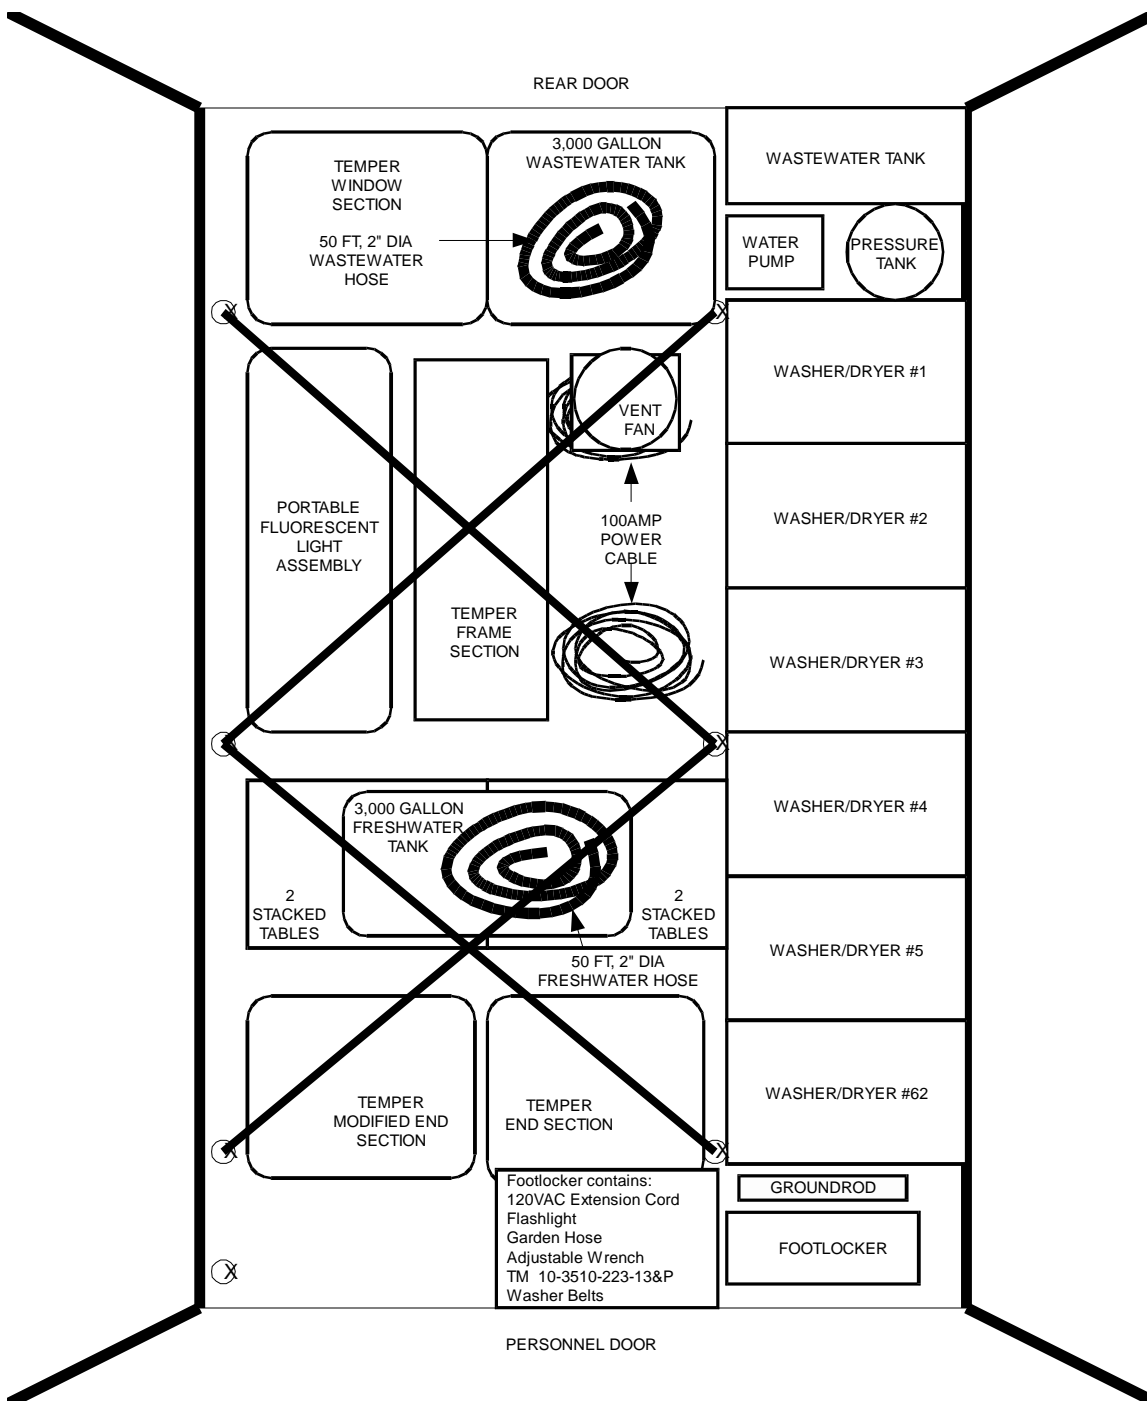 REAR DOOR
3,000 GALLON
WASTEWATER TANK
WASTEWATER TANK
TEMPER
WINDOW
SECTION
50 FT, 2" DIA
WASTEWATER
HOSE
WATER
PUMP
PRESSURE
TANK
X
X
WASHER/DRYER #1
VENT
FAN
PORTABLE
FLUORESCENT
LIGHT
ASSEMBLY
100AMP
POWER
CABLE
WASHER/DRYER #2
TEMPER
FRAME
SECTION
WASHER/DRYER #3
X
X
3,000 GALLON
FRESHWATER
TANK
WASHER/DRYER #4
2
STACKED
TABLES
2
STACKED
TABLES
50 FT, 2" DIA
FRESHWATER HOSE
WASHER/DRYER #5
TEMPER
MODIFIED END
SECTION
TEMPER
END SECTION
WASHER/DRYER #62
X
X
Footlocker contains:
120VAC Extension Cord
Flashlight
Garden Hose
Adjustable Wrench
TM  10-3510-223-13&P
Washer Belts
GROUNDROD
FOOTLOCKER
X
PERSONNEL DOOR